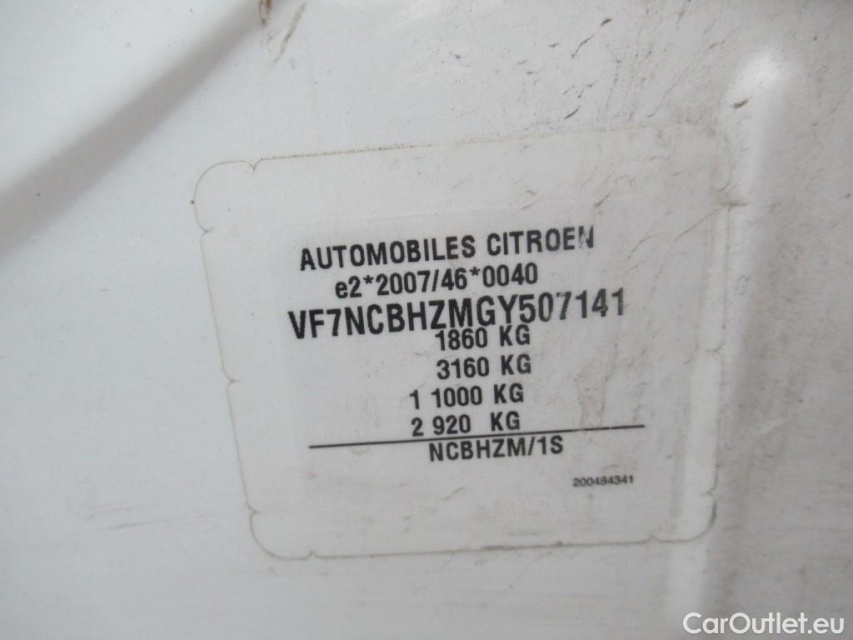 AUTOMOBILES CITROEN
e2*2007/46*0040
VF7NCBHZMGY507141
1860 KG
3160 KG
1 1000 KG
2 920 KG
NCBHZM/1S
200484341
CarOutlet.eu